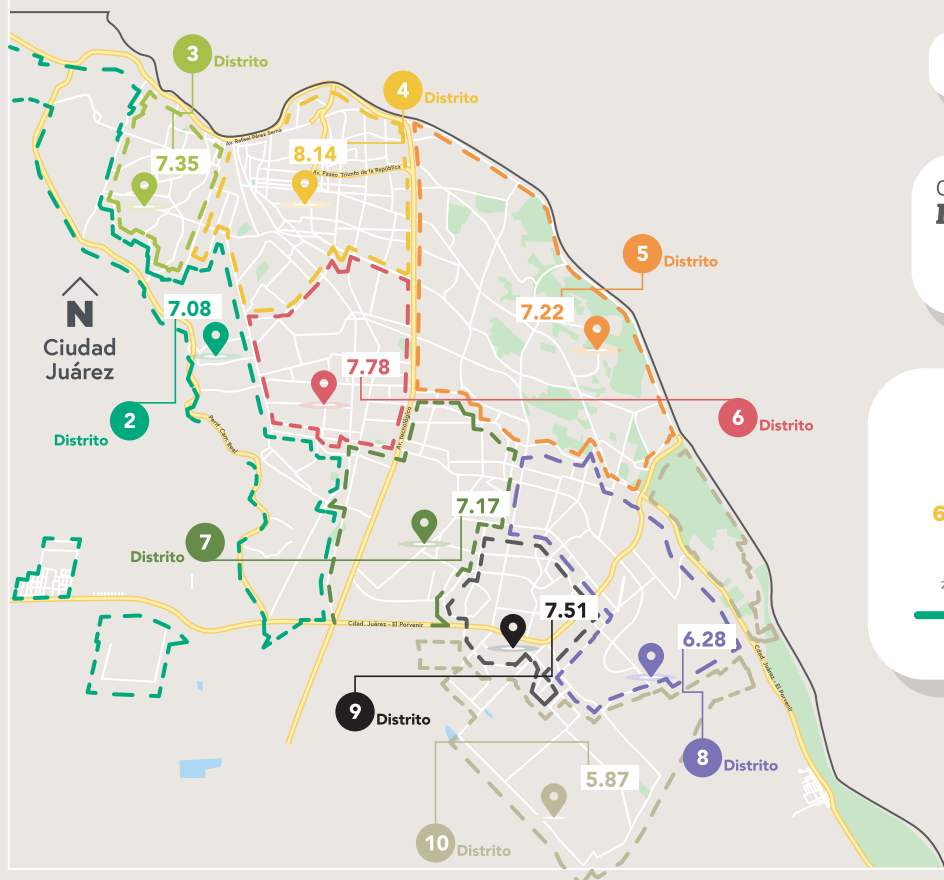 3 Distrito
4 Distrito
Av. Rafael Pérez Serna
7.35
8.14
Av. Paseo Triunfo de la República
5 Distrito
7.22
N
Ciudad
Juárez
7.08
7.78
2
Distrito
6 Distrito
Perif. Cam. Real
Av. tecnológico
7.17
6
Distrito 7
7.51
2
Cdad. Juárez - El Porvenir
6.28
Cdad. Juárez - El Porvenir
9 Distrito
8 Distrito
5.87
10 Distrito